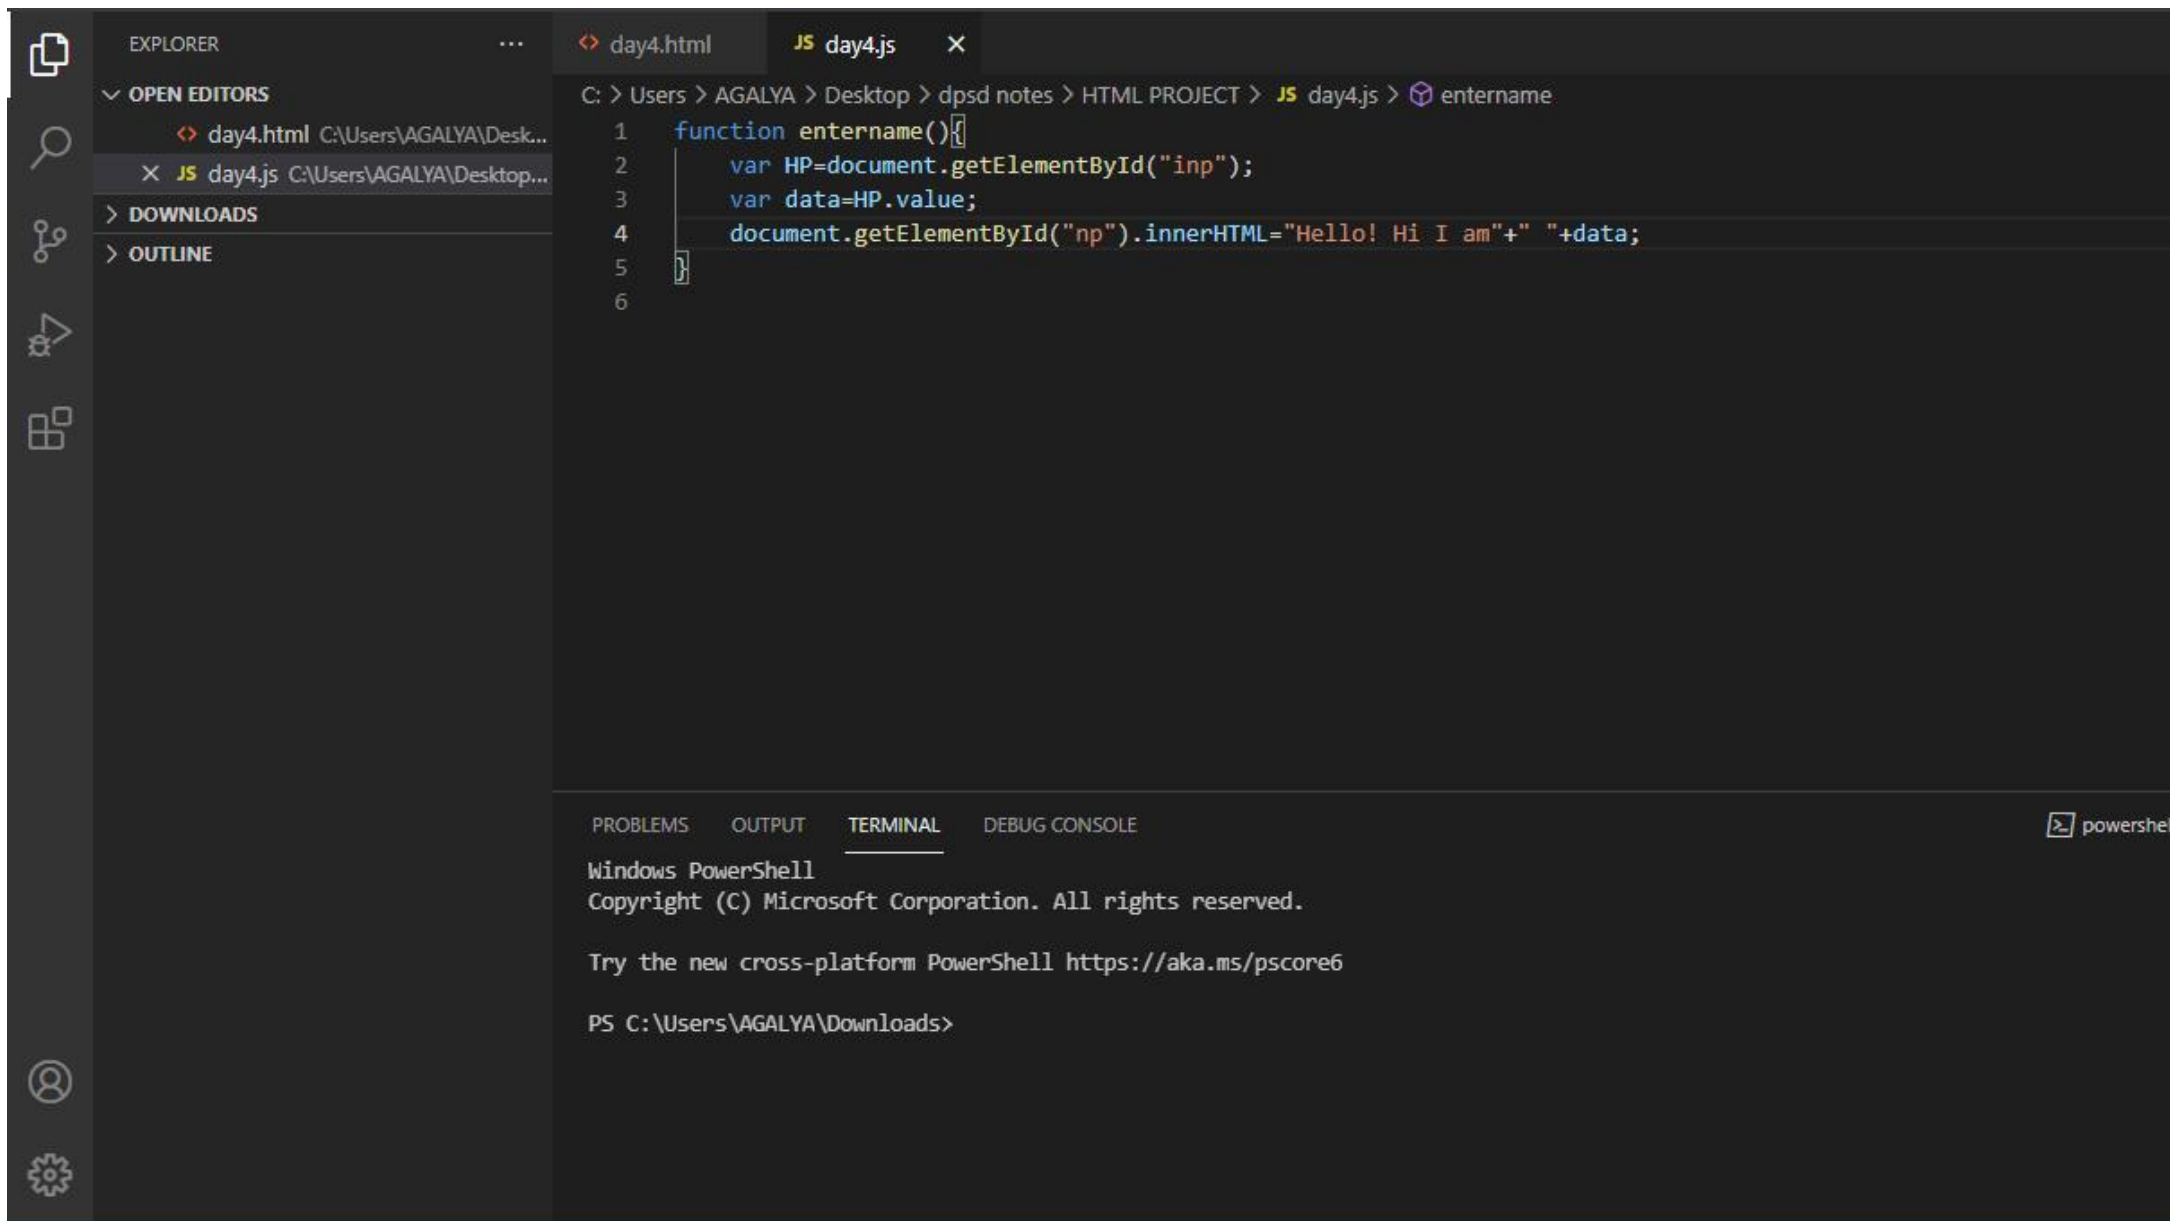 EXPLORER ...
OPEN EDITORS
day4.html C:\Users\AGALYA\Desk...
JS day4.js C:\Users\AGALYA\Desktop...
DOWNLOADS
OUTLINE
day4.html JS day4.js
C: > Users > AGALYA > Desktop > dpsd notes > HTML PROJECT > JS day4.js > entername
1 function entername(){
2 var HP=document.getElementById("inp");
3 var data=HP.value;
4 document.getElementById("np").innerHTML="Hello! Hi I am"+" "+data;
5 }
6
PROBLEMS OUTPUT TERMINAL DEBUG CONSOLE powershel
Windows PowerShell
Copyright (C) Microsoft Corporation. All rights reserved.
Try the new cross-platform PowerShell https://aka.ms/pscore6
PS C:\Users\AGALYA\Downloads>